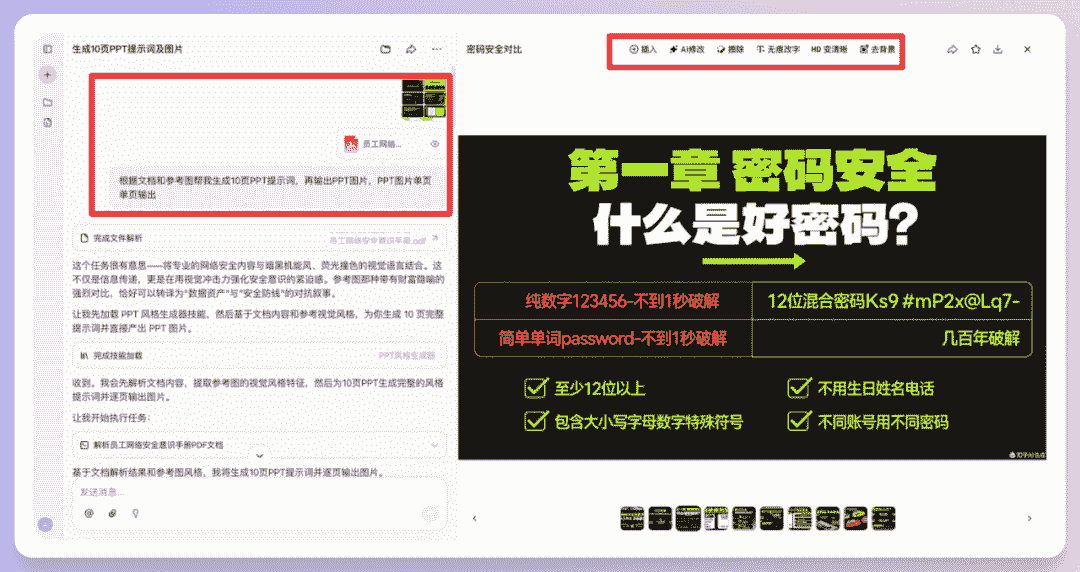 生成10页PPT提示词及图片
员工网络...
根据文档和参考图帮我生成10页PPT提示词，再输出PPT图片，PPT图片单页
单页输出
完成文件解析
员工网络安全意识手册.pdf
这个任务很有意思——将专业的网络安全内容与暗黑机能风、荧光撞色的视觉语言结合。这
不仅是信息传递，更是在用视觉冲击力强化安全意识的紧迫感。参考图那种带有财富隐喻的
强烈对比，恰好可以转译为“数据资产”与“安全防线”的对抗叙事。
让我先加载 PPT 风格生成器技能，然后基于文档内容和参考视觉风格，为你生成 10 页完整
提示词并直接产出 PPT 图片。
完成技能加载
PPT风格生成器
收到。我会先解析文档内容，提取参考图的视觉风格特征，然后为10页PPT生成完整的风格
提示词并逐页输出图片。
让我开始执行任务：
解析员工网络安全意识手册PDF文档
基于文档解析结果和参考图风格，我将生成10页PPT提示词并逐页输出图片。
发送消息...
密码安全对比
插入 AI修改 擦除 无痕改字 HD 变清晰 去背景
第一章 密码安全
什么是好密码？
纯数字123456-不到1秒破解
12位混合密码Ks9 #mP2x@Lq7-
简单单词password-不到1秒破解
几百年破解
至少12位以上
不用生日姓名电话
包含大小写字母数字特殊符号
不同账号用不同密码